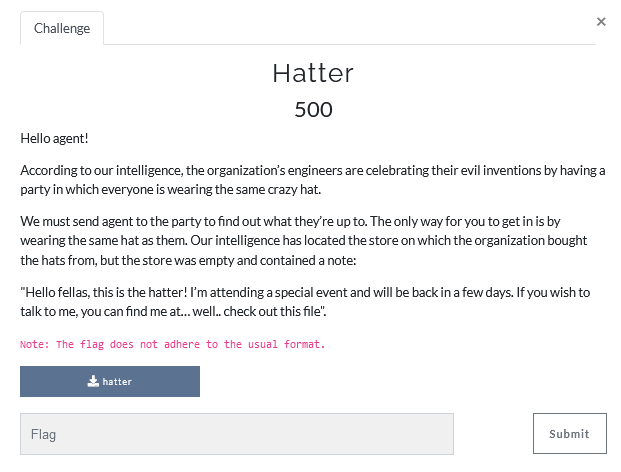 Challenge
×
Hatter
500
Hello agent!
According to our intelligence, the organization's engineers are celebrating their evil inventions by having a
party in which everyone is wearing the same crazy hat.
We must send agent to the party to find out what they're up to. The only way for you to get in is by
wearing the same hat as them. Our intelligence has located the store on which the organization bought
the hats from, but the store was empty and contained a note:
"Hello fellas, this is the hatter! I'm attending a special event and will be back in a few days. If you wish to
talk to me, you can find me at… well.. check out this file".
Note: The flag does not adhere to the usual format.
hatter
Flag
Submit